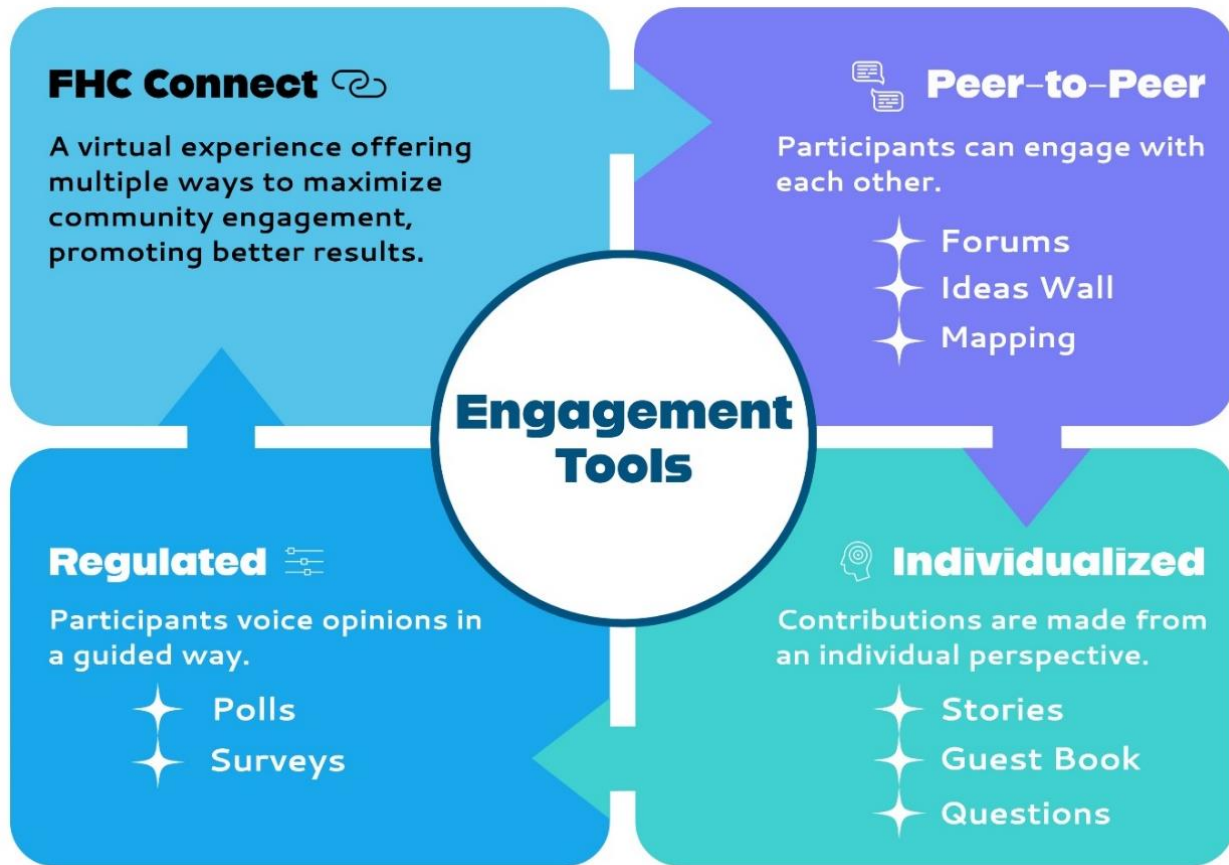 FHC Connect
A virtual experience offering
multiple ways to maximize
community engagement,
promoting better results.
Peer-to-Peer
Participants can engage with
each other.
Forums
Ideas Wall
Mapping
Engagement
Tools
Regulated
Participants voice opinions in
a guided way.
Polls
Surveys
Individualized
Contributions are made from
an individual perspective.
Stories
Guest Book
Questions